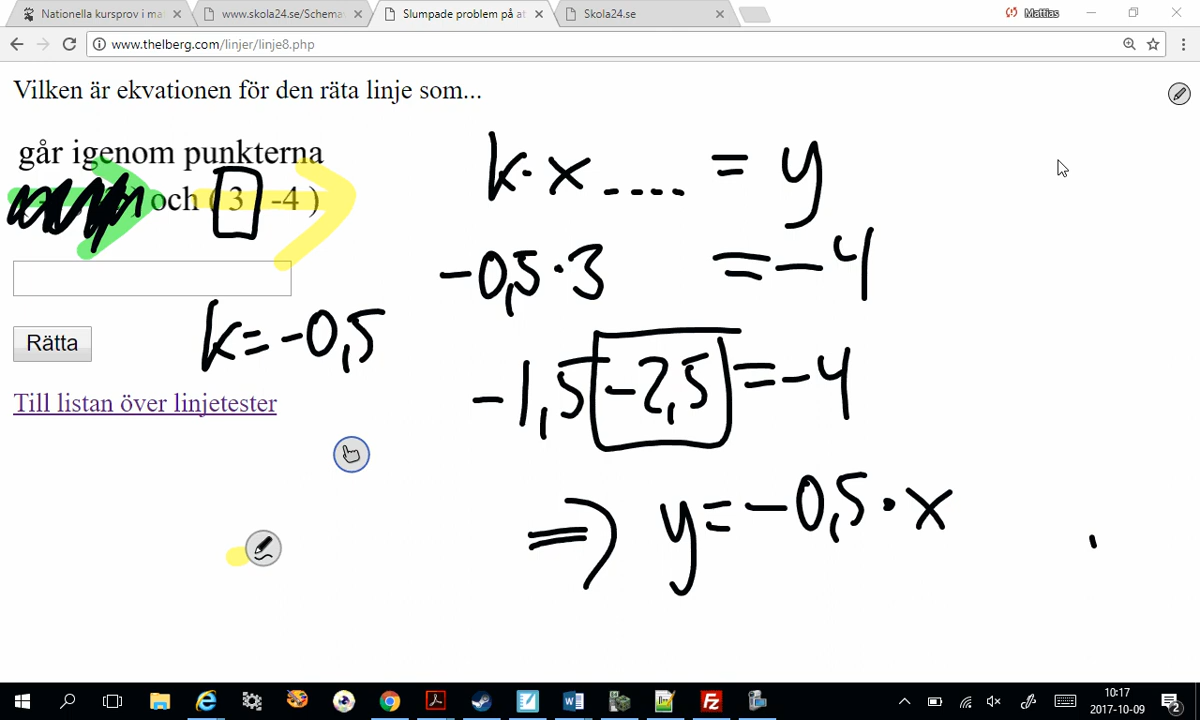 Nationella kursprov i ma
www.skola24.se/Schema
Slumpade problem på at
Skola24.se
Mattias
www.thelberg.com/linjer/linje8.php
Vilken är ekvationen för den räta linje som...
går igenom punkterna
och ( 3 -4 )
k·x .... = y
-0,5·3 = -4
k=-0,5
Rätta
-1,5 -2,5 = -4
Till listan över linjetester
⇒ y=-0,5·x
10:17
2017-10-09
2